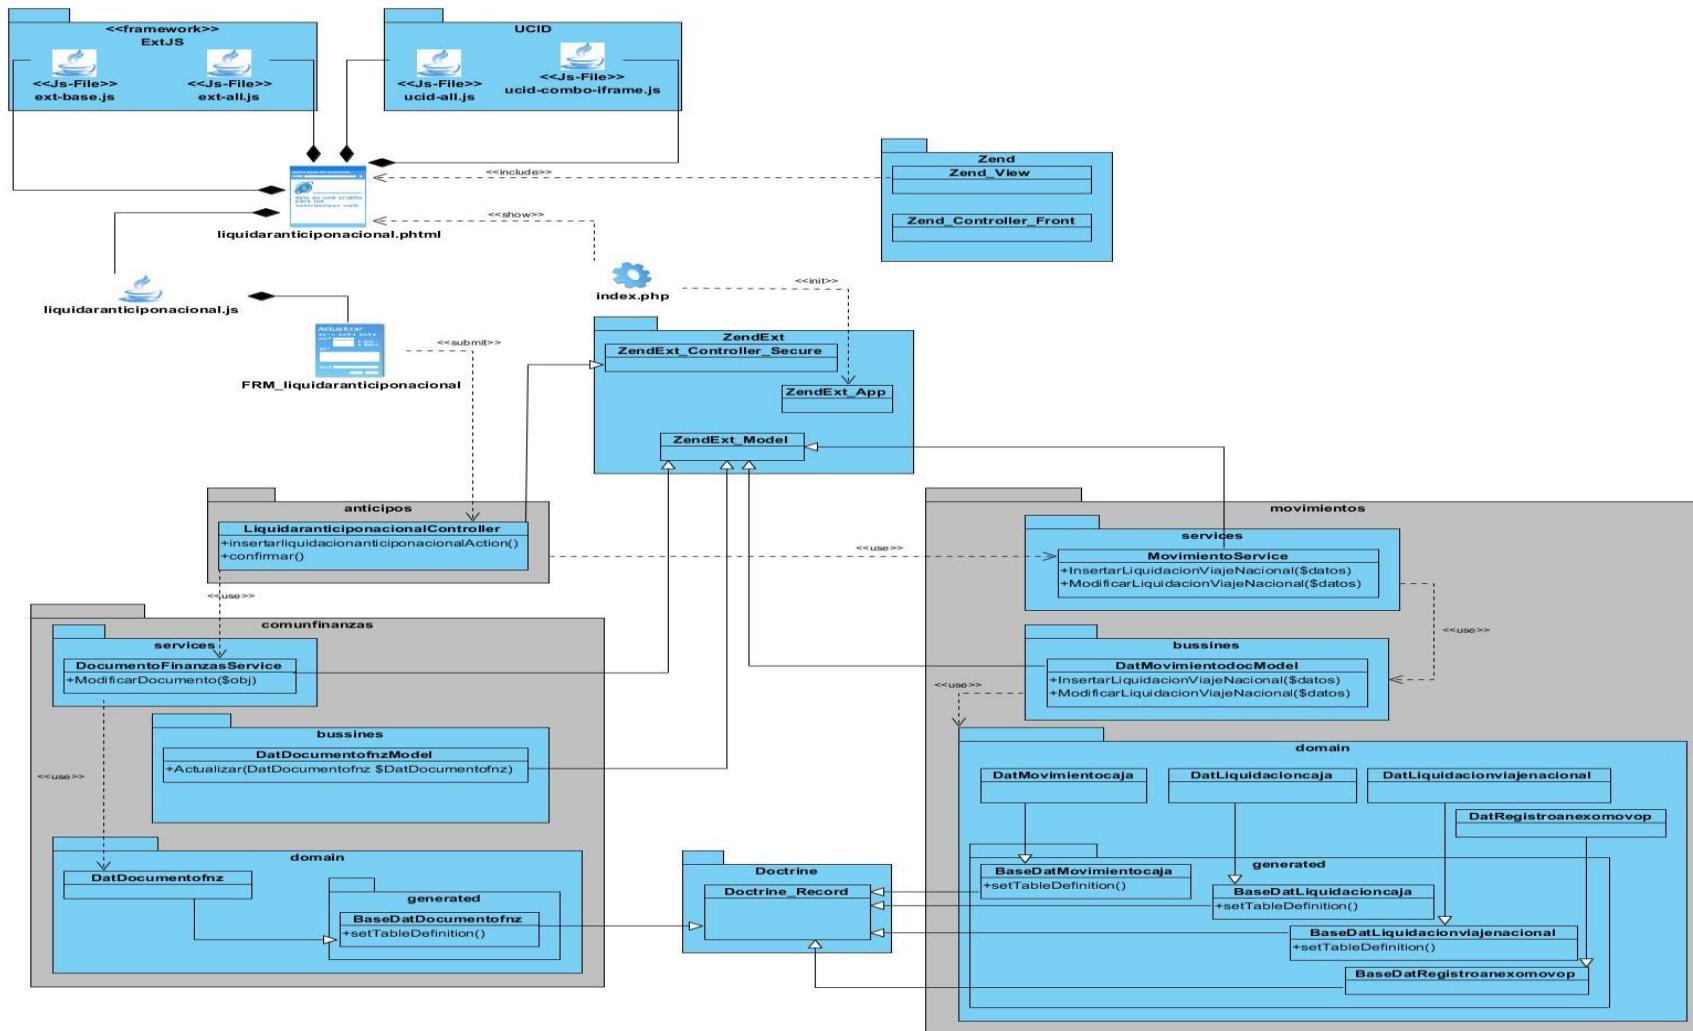 <<framework>>
ExtJS
<<Js-File>>
ext-base.js
<<Js-File>>
ext-all.js
UCID
<<Js-File>>
ucid-all.js
<<Js-File>>
ucid-combo-iframe.js
Zend
Zend_View
Zend_Controller_Front
<<include>>
<<show>>
liquidaranticiponacional.phtml
liquidaranticiponacional.js
index.php
<<init>>
Actualizar
FRM_liquidaranticiponacional
<<submit>>
ZendExt
ZendExt_Controller_Secure
ZendExt_App
ZendExt_Model
anticipos
LiquidaranticiponacionalController
+insertarliquidacionanticiponacionalAction()
+confirmar()
<<use>>
<<use>>
movimientos
services
MovimientoService
+InsertarLiquidacionViajeNacional($datos)
+ModificarLiquidacionViajeNacional($datos)
<<use>>
bussines
DatMovimientodocModel
+InsertarLiquidacionViajeNacional($datos)
+ModificarLiquidacionViajeNacional($datos)
<<use>>
comunfinanzas
services
DocumentoFinanzasService
+ModificarDocumento($obj)
bussines
DatDocumentofnzModel
+Actualizar(DatDocumentofnz $DatDocumentofnz)
<<use>>
domain
DatDocumentofnz
generated
BaseDatDocumentofnz
+setTableDefinition()
Doctrine
Doctrine_Record
domain
DatMovimientocaja
DatLiquidacioncaja
DatLiquidacionviajenacional
DatRegistroanexomovop
generated
BaseDatMovimientocaja
+setTableDefinition()
BaseDatLiquidacioncaja
+setTableDefinition()
BaseDatLiquidacionviajenacional
+setTableDefinition()
BaseDatRegistroanexomovop